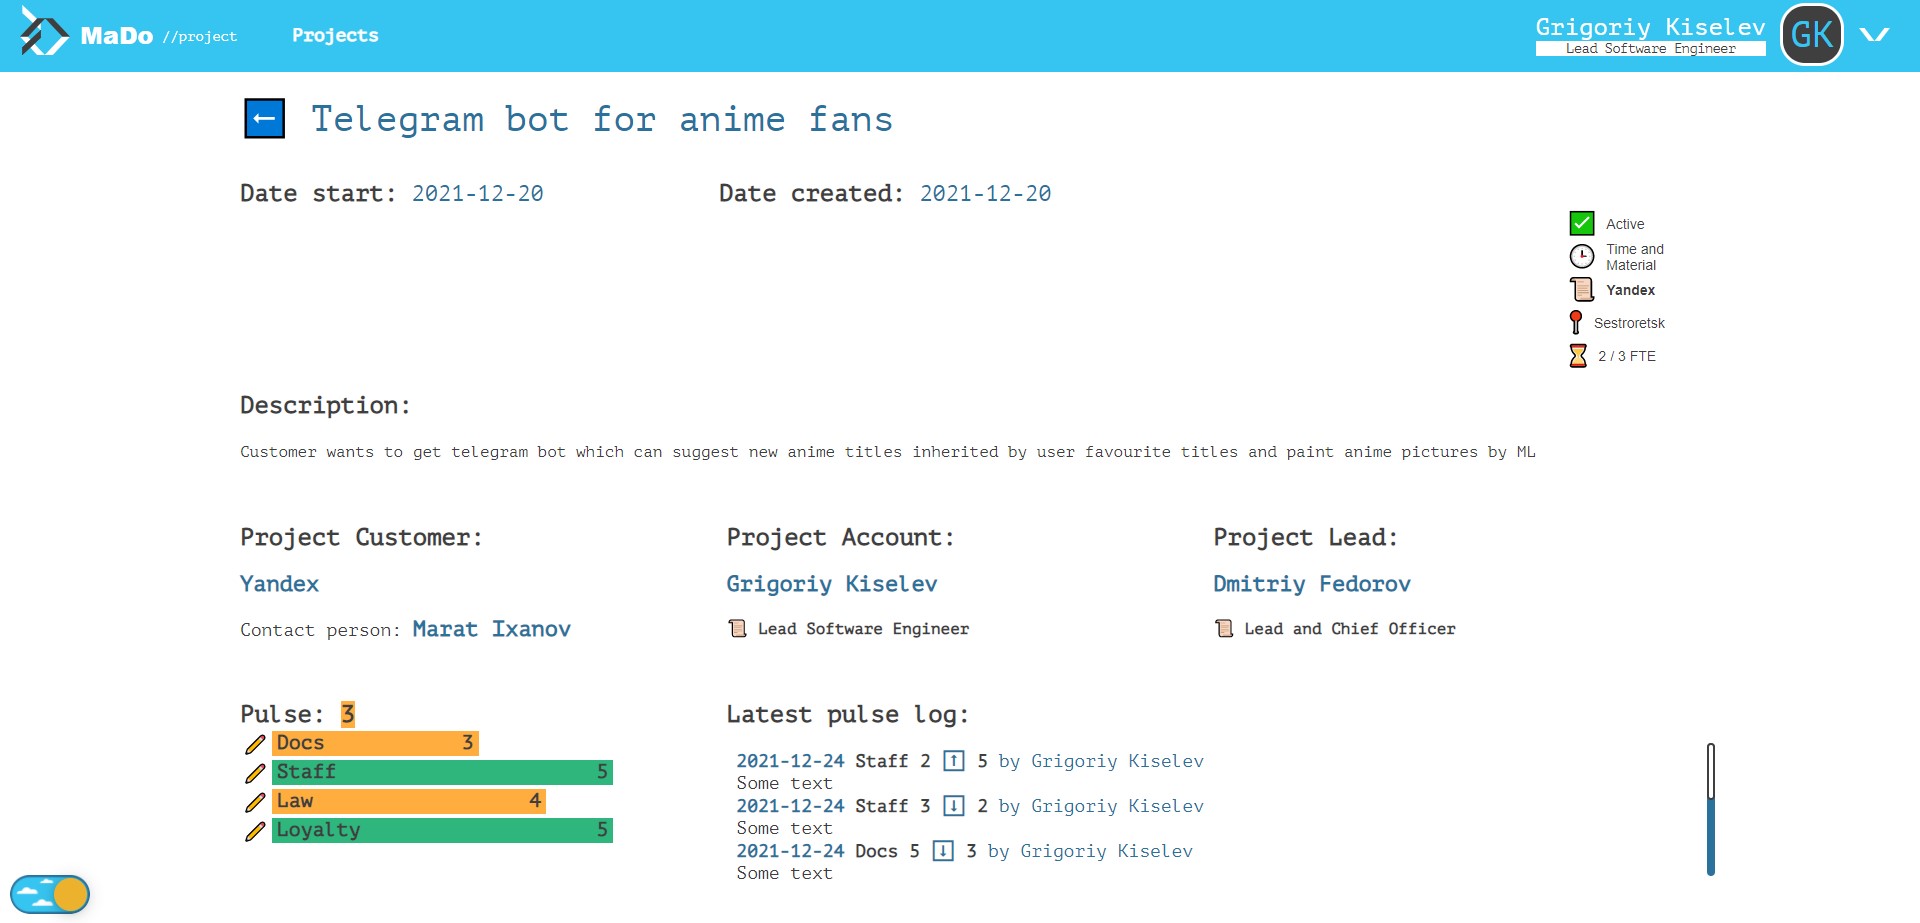 MaDo //project Projects
Grigoriy Kiselev
Lead Software Engineer
GK
Telegram bot for anime fans
Date start: 2021-12-20 Date created: 2021-12-20
Active
Time and
Material
Yandex
Sestroretsk
2 / 3 FTE
Description:
Customer wants to get telegram bot which can suggest new anime titles inherited by user favourite titles and paint anime pictures by ML
Project Customer:
Yandex
Contact person: Marat Ixanov
Project Account:
Grigoriy Kiselev
Lead Software Engineer
Project Lead:
Dmitriy Fedorov
Lead and Chief Officer
Pulse: 3
Docs 3
Staff 5
Law 4
Loyalty 5
Latest pulse log:
2021-12-24 Staff 2 ↑ 5 by Grigoriy Kiselev
Some text
2021-12-24 Staff 3 ↓ 2 by Grigoriy Kiselev
Some text
2021-12-24 Docs 5 ↓ 3 by Grigoriy Kiselev
Some text